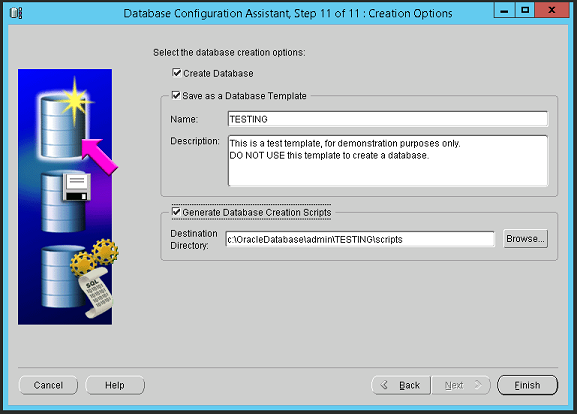 Database Configuration Assistant, Step 11 of 11 : Creation Options
Select the database creation options:
Create Database
Save as a Database Template
Name: TESTING
Description: This is a test template, for demonstration purposes only.
DO NOT USE this template to create a database.
Generate Database Creation Scripts
Destination
Directory: c:\OracleDatabase\admin\TESTING\scripts Browse...
SQL
Cancel Help Back Next Finish